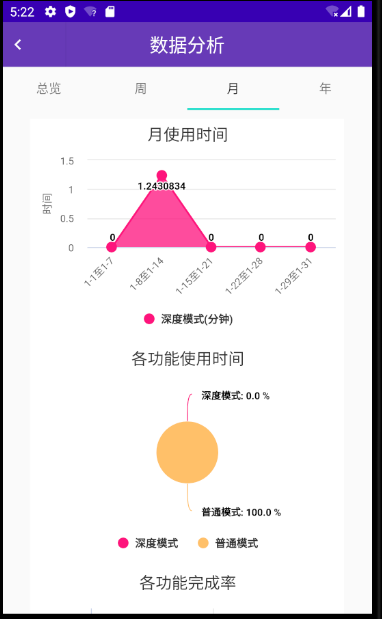 5:22
数据分析
总览 周 月 年
月使用时间
1.5
1
0.5
0
时间
0 1.2430834 0 0 0
1-1至1-7 1-8至1-14 1-15至1-21 1-22至1-28 1-29至1-31
深度模式(分钟)
各功能使用时间
深度模式: 0.0 %
普通模式: 100.0 %
深度模式 普通模式
各功能完成率